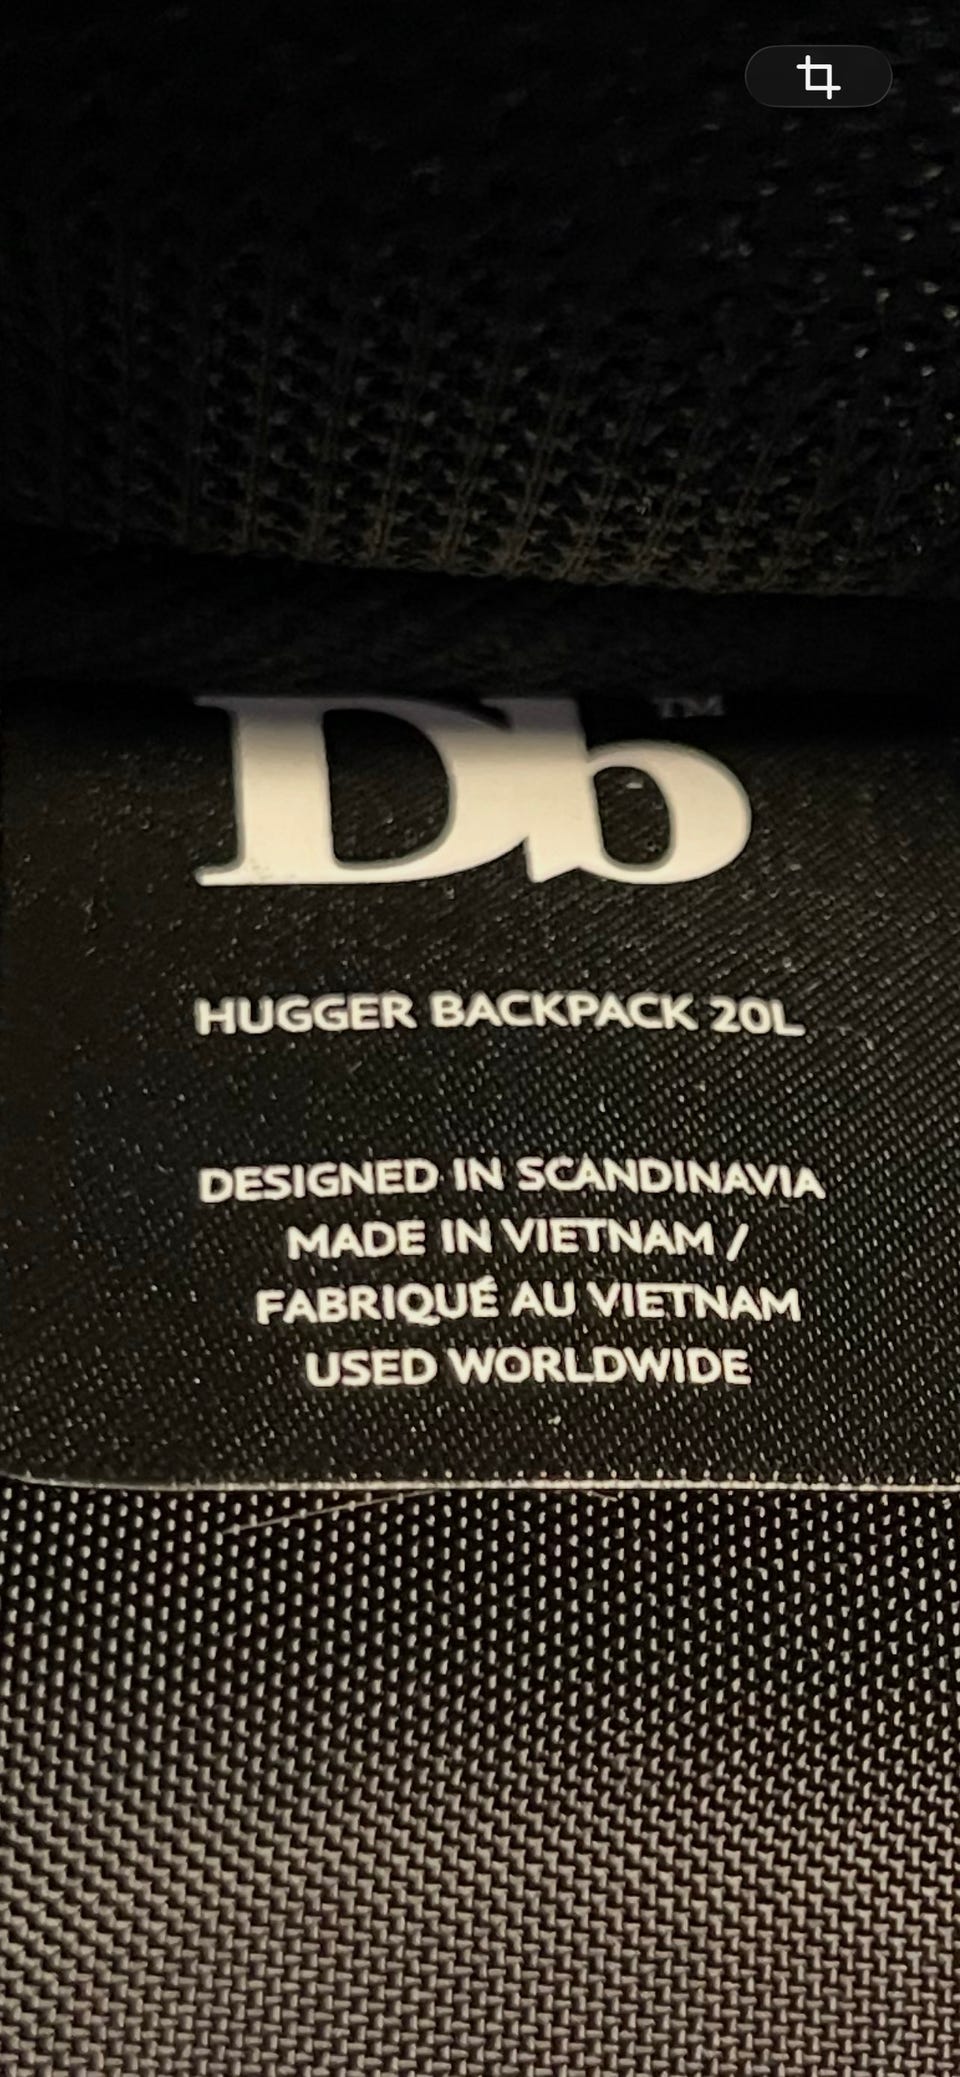 Db™
HUGGER BACKPACK 20L
DESIGNED IN SCANDINAVIA
MADE IN VIETNAM /
FABRIQUÉ AU VIETNAM
USED WORLDWIDE